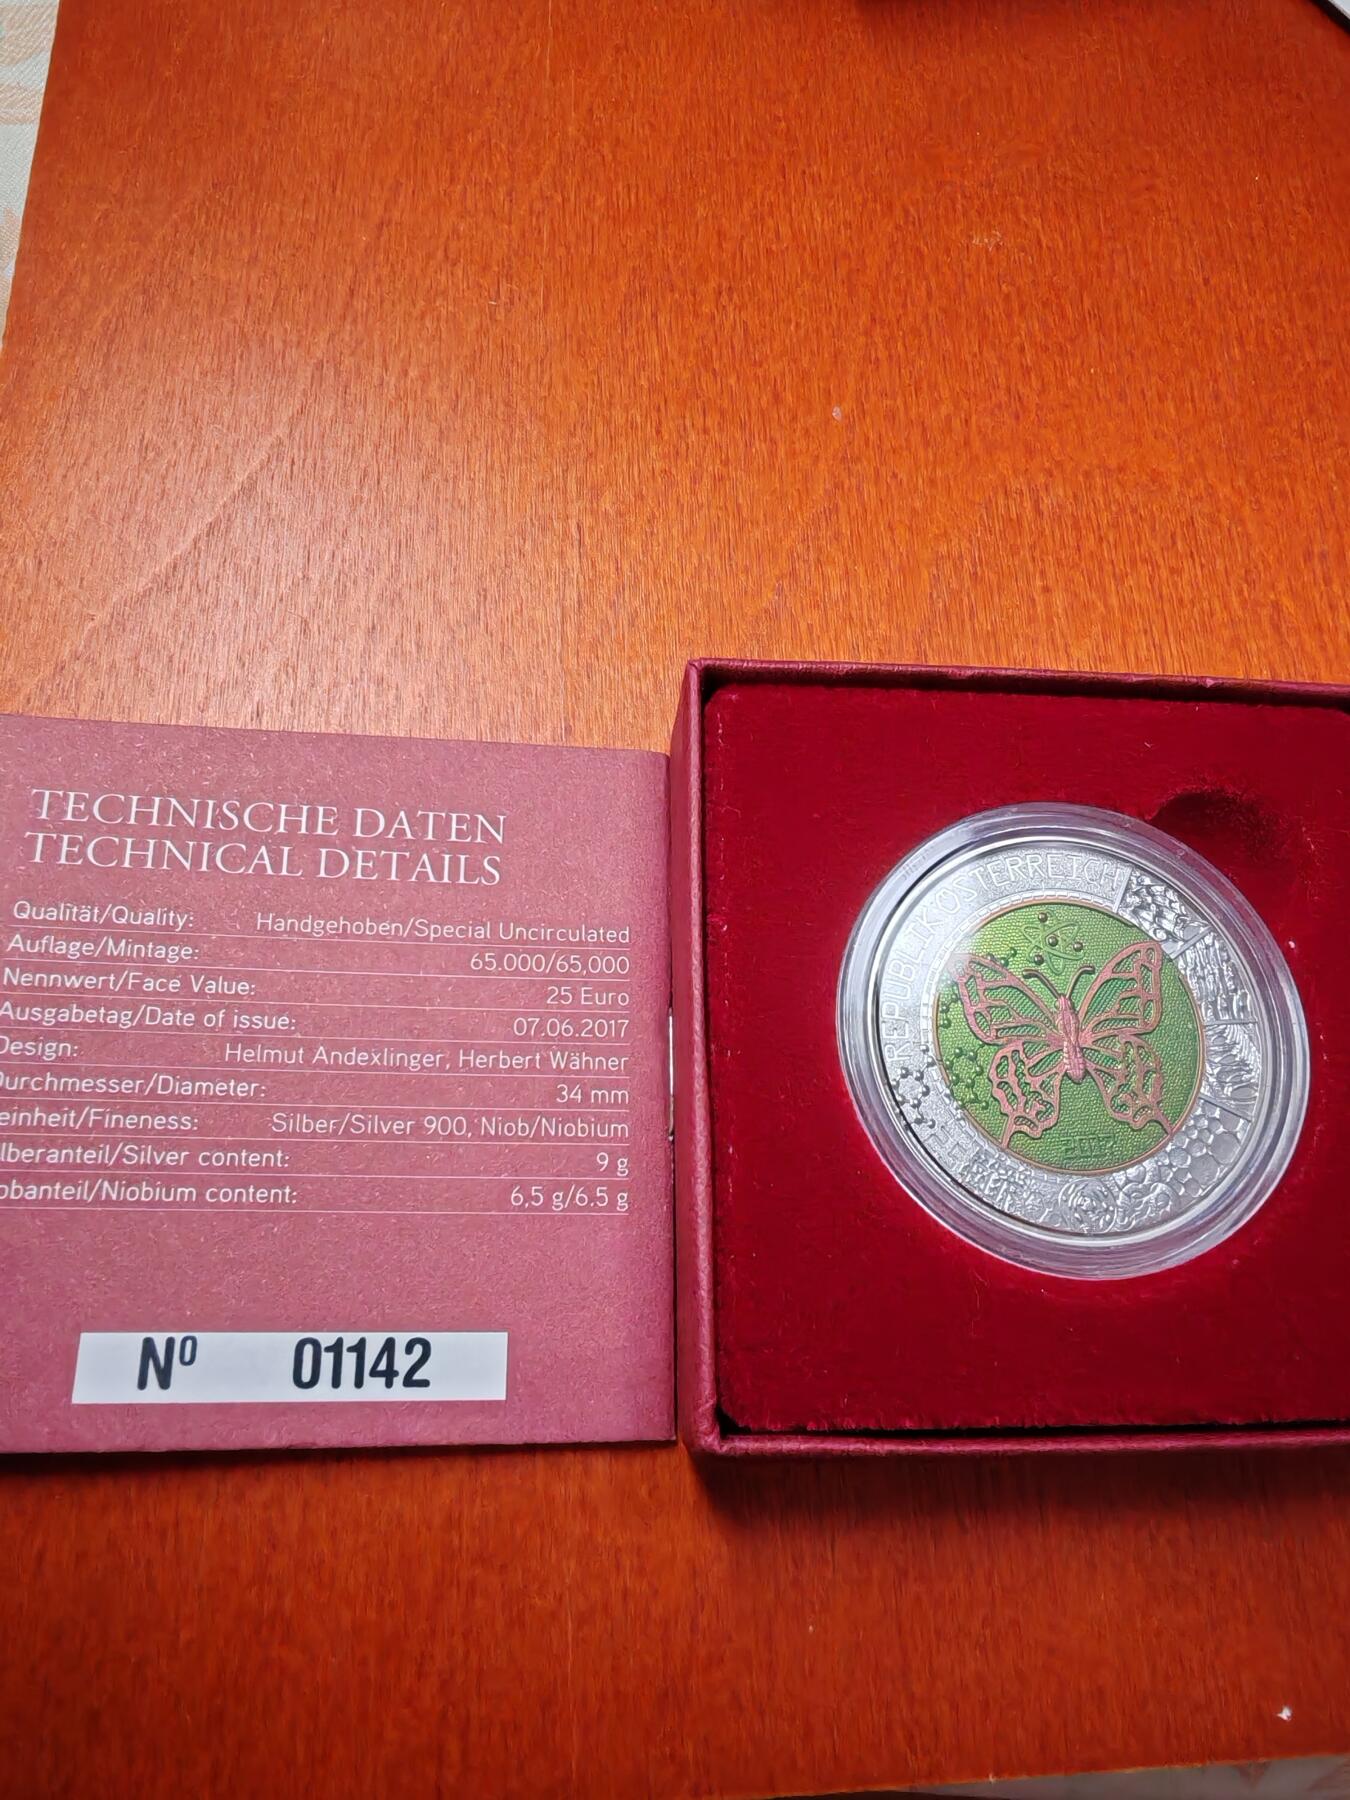 TECHNISCHE DATEN
TECHNICAL DETAILS
Qualität/Quality: Handgehoben/Special Uncirculated
Auflage/Mintage: 65.000/65,000
Nennwert/Face Value: 25 Euro
Ausgabetag/Date of issue: 07.06.2017
Design: Helmut Andexlinger, Herbert Wähner
Durchmesser/Diameter: 34 mm
einheit/Fineness: Silber/Silver 900, Niob/Niobium
lberanteil/Silver content: 9 g
obanteil/Niobium content: 6,5 g/6.5 g
Nº 01142
REPUBLIK ÖSTERREICH